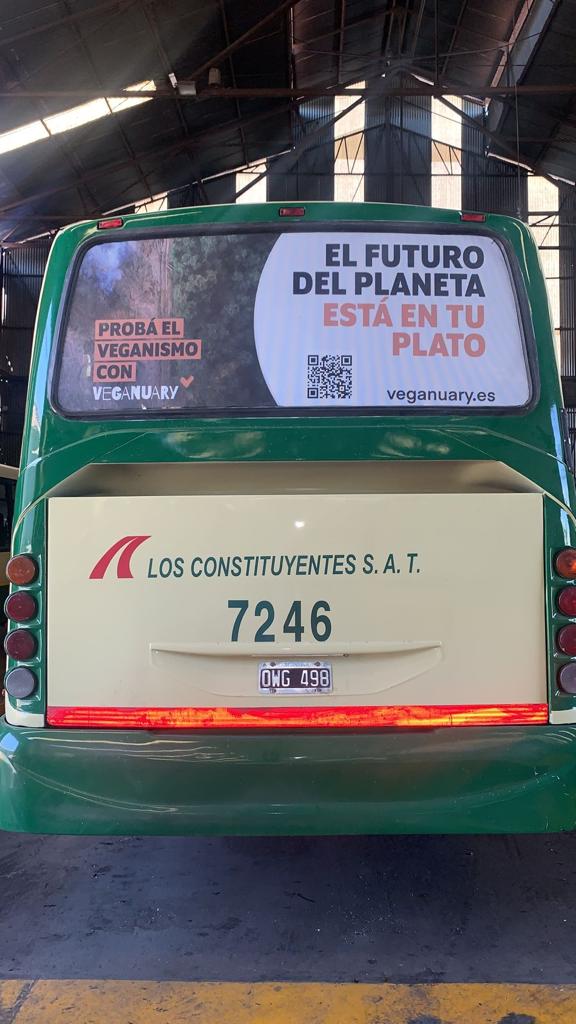 EL FUTURO
DEL PLANETA
ESTÁ EN TU
PLATO
PROBÁ EL
VEGANISMO
CON
VEGANUARY
veganuary.es
LOS CONSTITUYENTES S. A. T.
7246
OWG 498